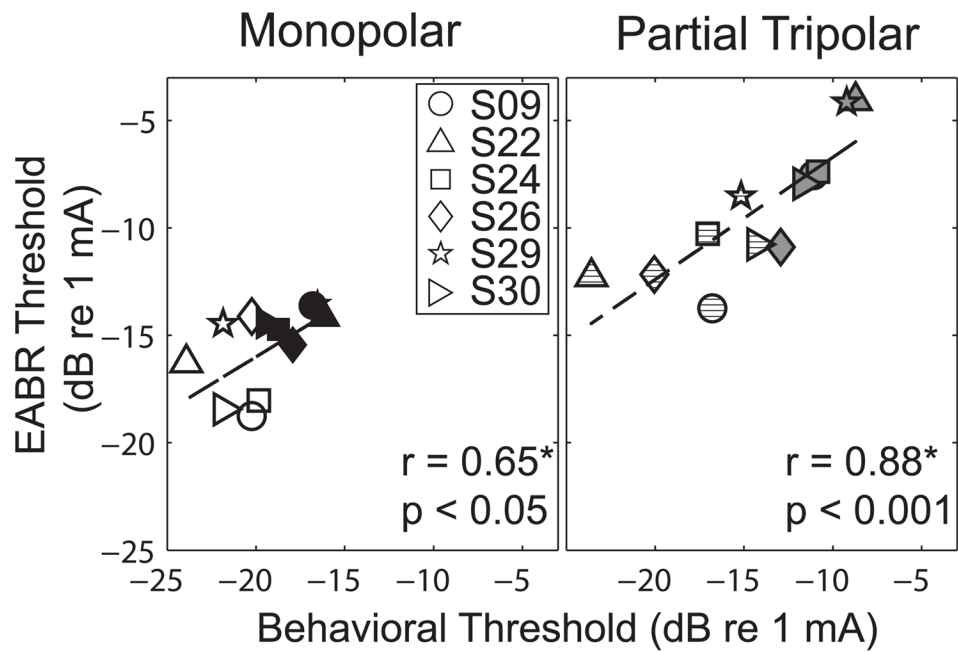 Monopolar
Partial Tripolar
EABR Threshold
(dB re 1 mA)
−5
−10
−15
−20
−25
S09
S22
S24
S26
S29
S30
r = 0.65*
p < 0.05
r = 0.88*
p < 0.001
−25 −20 −15 −10 −5
−20 −15 −10 −5
Behavioral Threshold (dB re 1 mA)